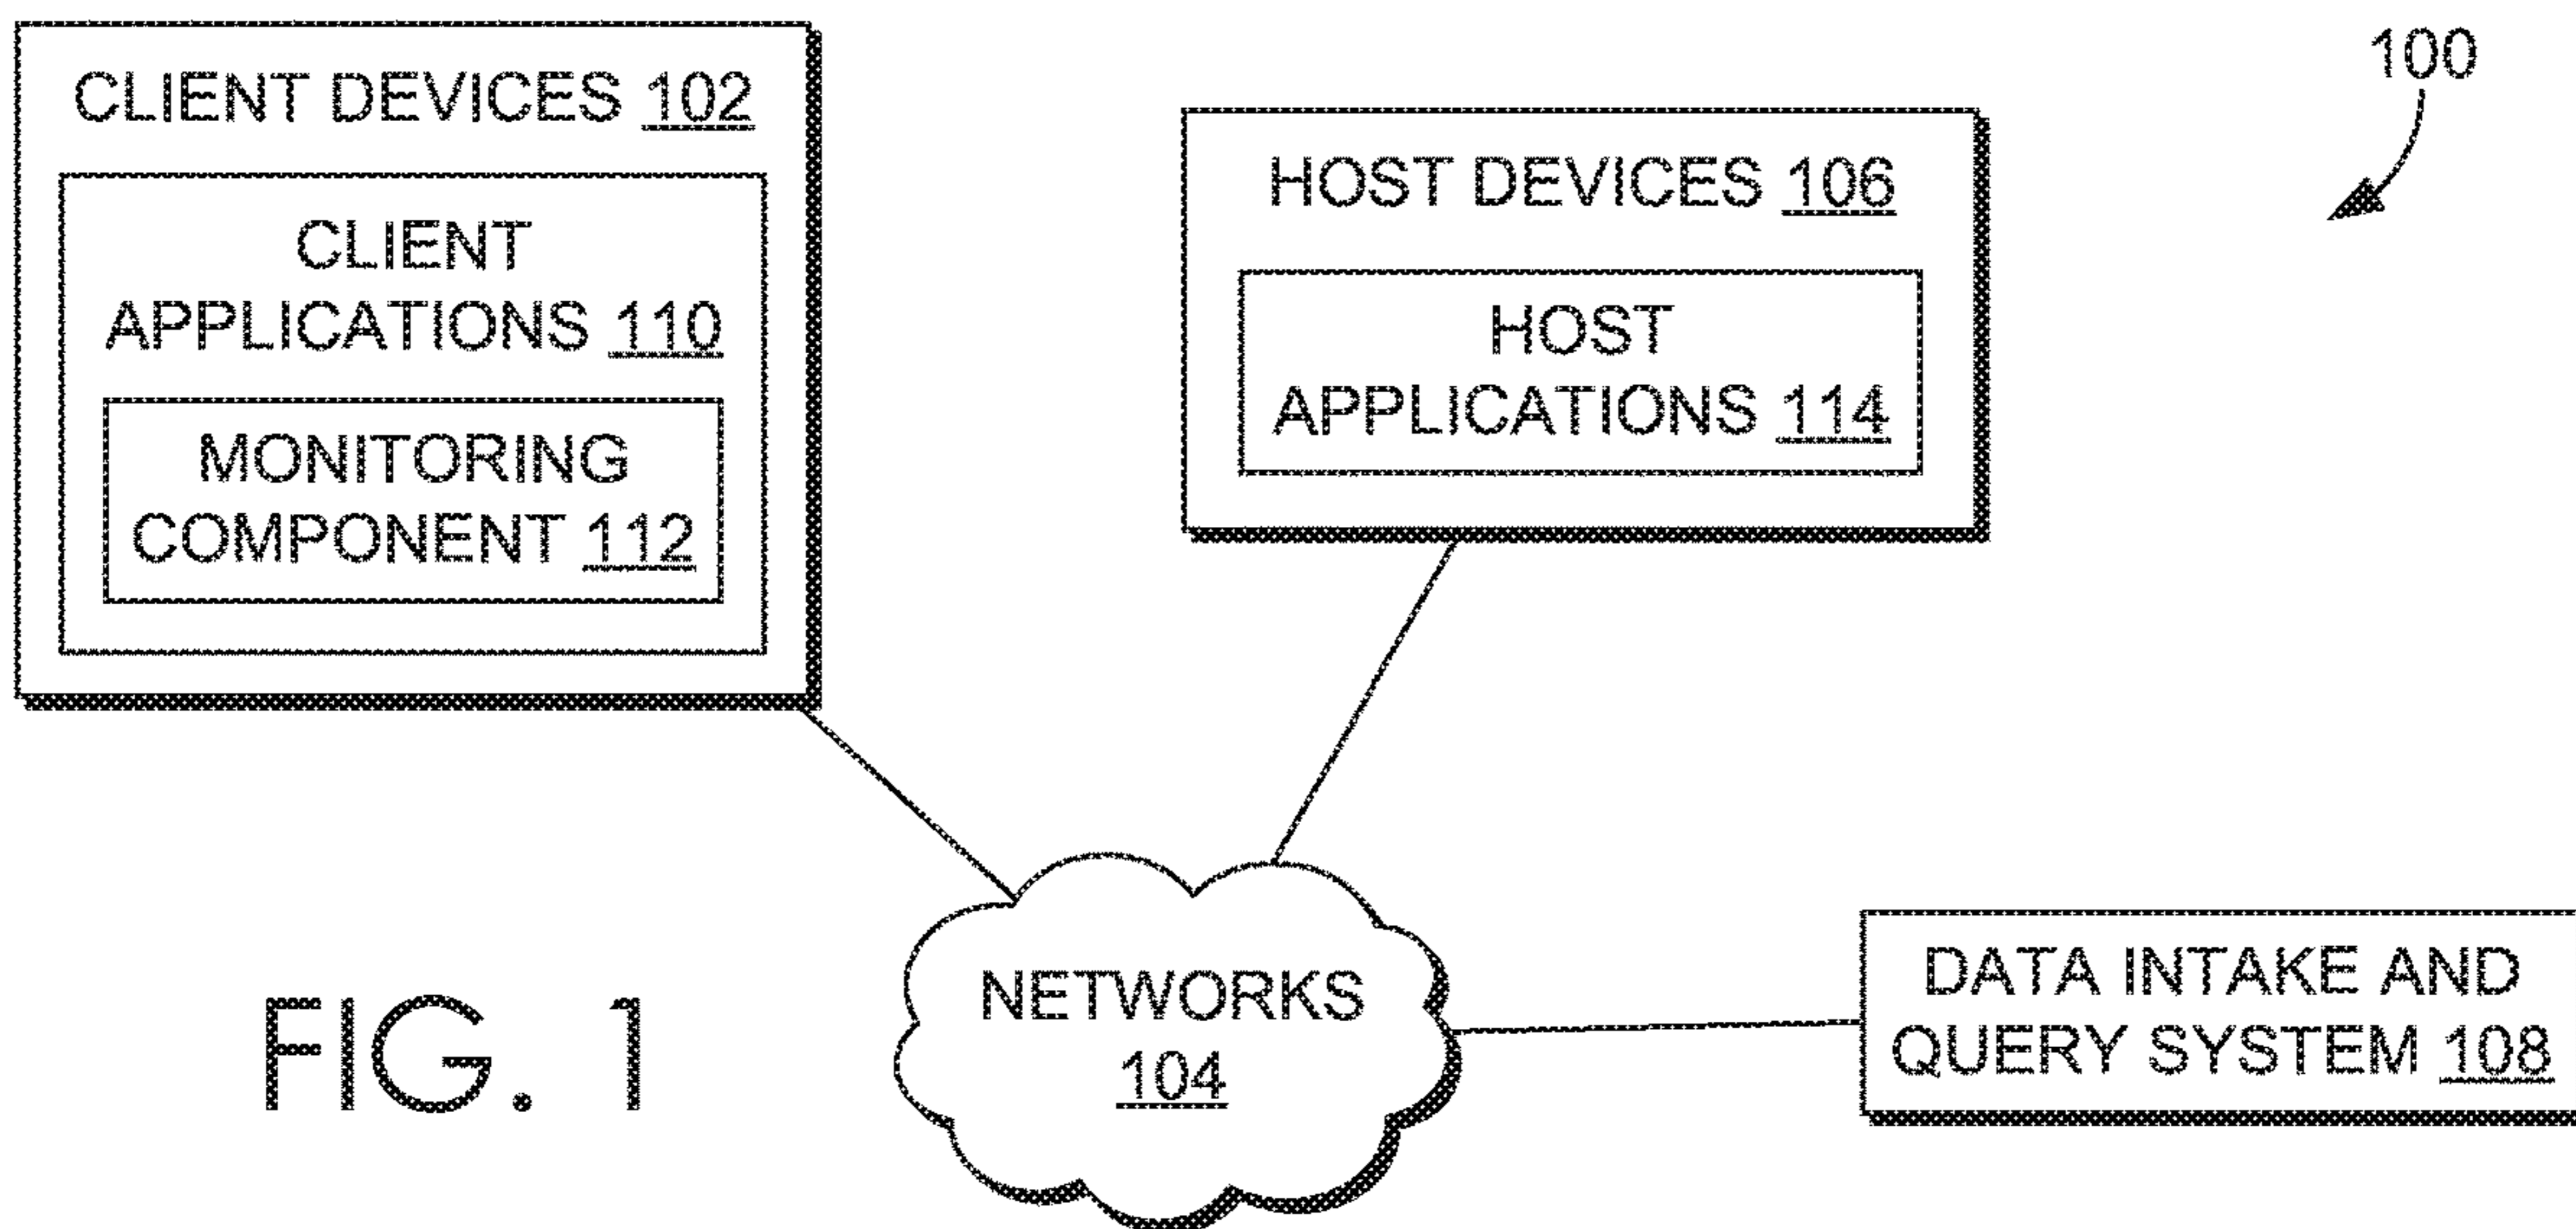 CLIENT DEVICES 102
CLIENT
APPLICATIONS 110
MONITORING
COMPONENT 112
HOST DEVICES 106
HOST
APPLICATIONS 114
100
NETWORKS
104
DATA INTAKE AND
QUERY SYSTEM 108
FIG. 1